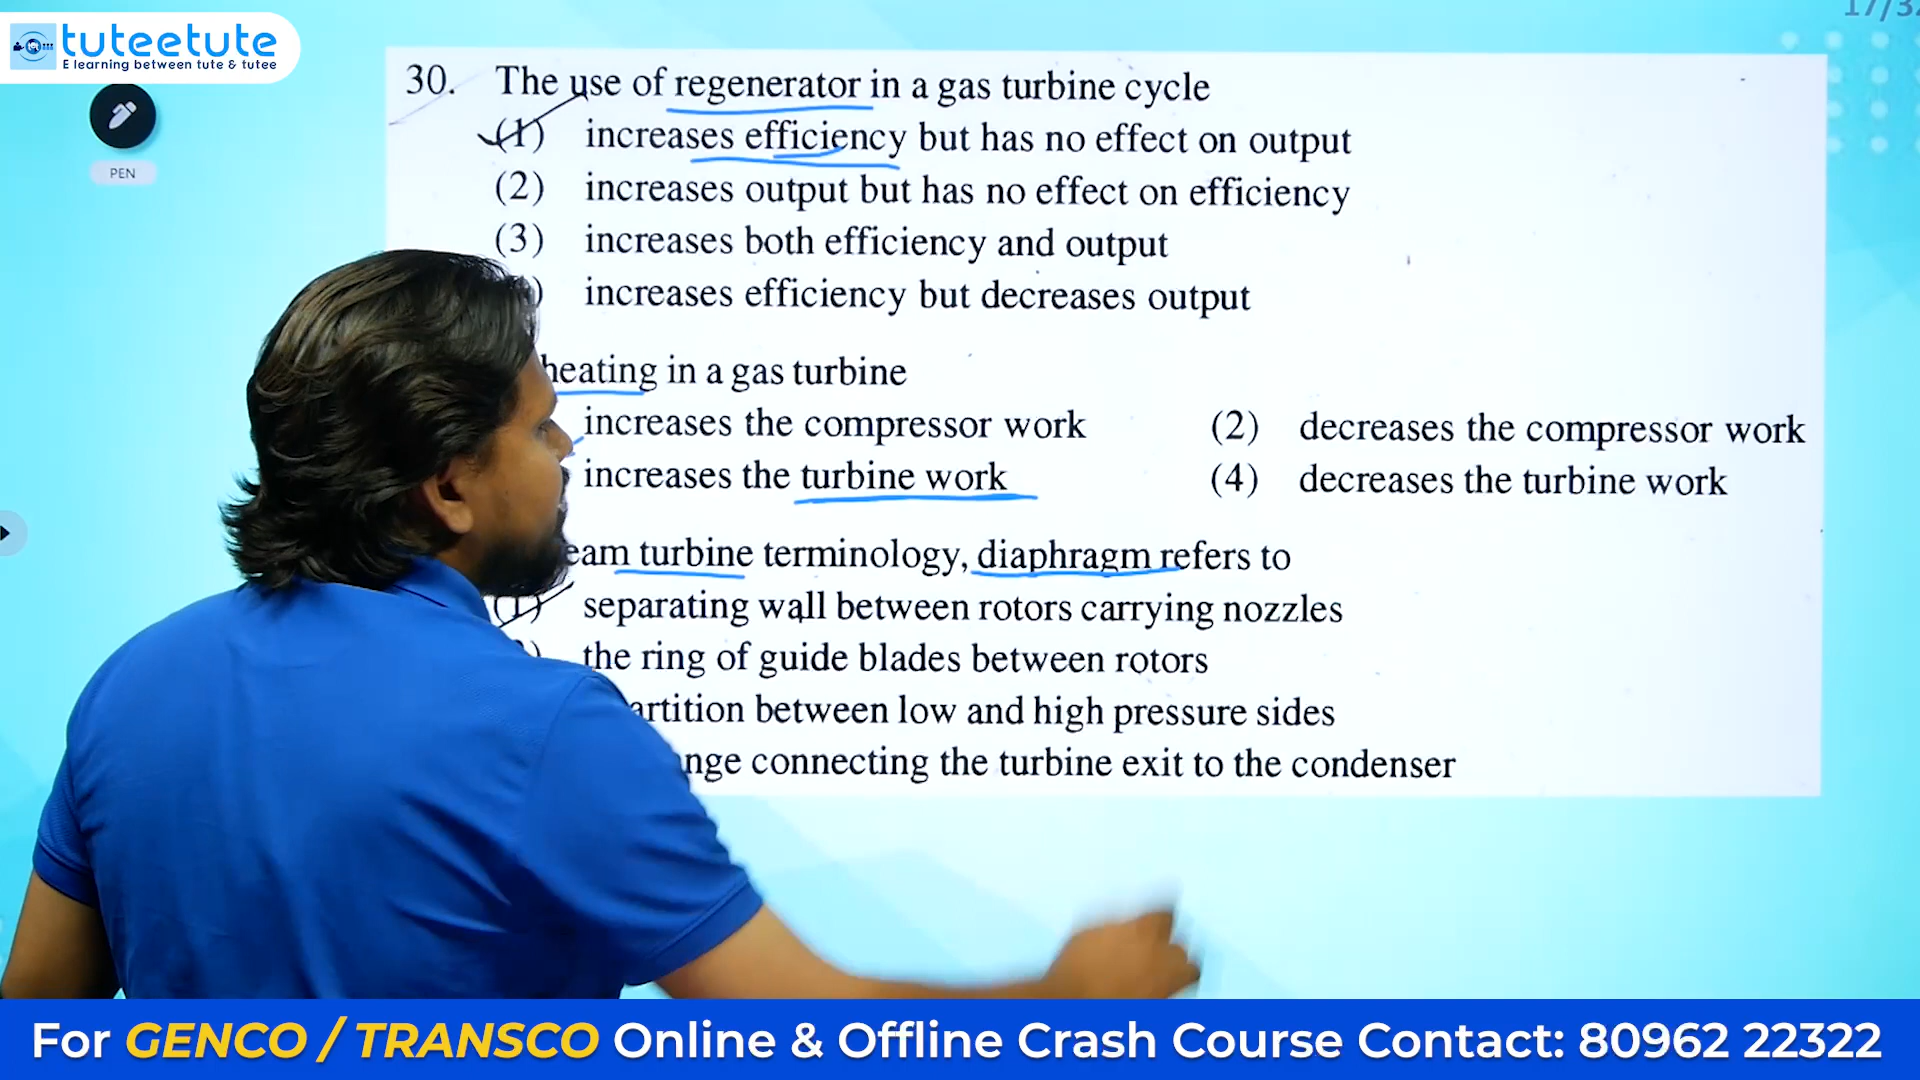 17/32
tuteetute
E learning between tute & tutee
PEN
30. The use of regenerator in a gas turbine cycle
(1) increases efficiency but has no effect on output
(2) increases output but has no effect on efficiency
(3) increases both efficiency and output
) increases efficiency but decreases output
heating in a gas turbine
increases the compressor work (2) decreases the compressor work
increases the turbine work (4) decreases the turbine work
eam turbine terminology, diaphragm refers to
(1) separating wall between rotors carrying nozzles
) the ring of guide blades between rotors
artition between low and high pressure sides
nge connecting the turbine exit to the condenser
For GENCO / TRANSCO Online & Offline Crash Course Contact: 80962 22322